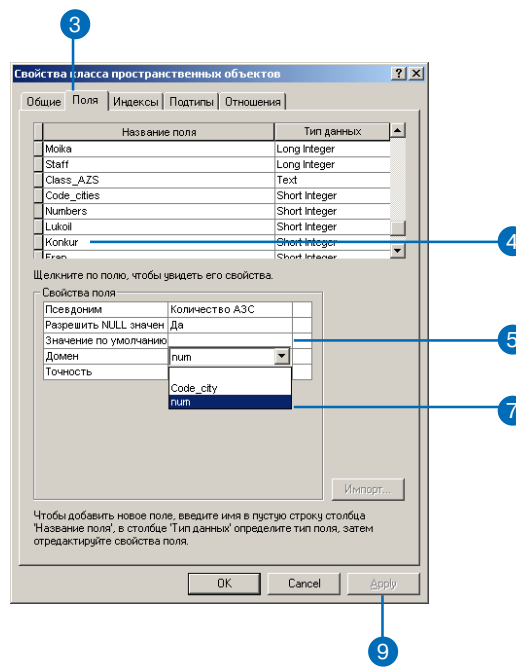 3
Свойства класса пространственных объектов
Общие Поля Индексы Подтипы Отношения
Название поля Тип данных
Moika Long Integer
Staff Long Integer
Class_AZS Text
Code_cities Short Integer
Numbers Short Integer
Lukoil Short Integer
Konkur Short Integer 4
Fran Short Integer
Щелкните по полю, чтобы увидеть его свойства.
Свойства поля
Псевдоним Количество АЗС
Разрешить NULL значен Да
Значение по умолчанию 5
Домен num
Точность
Code_city
num 7
Импорт...
Чтобы добавить новое поле, введите имя в пустую строку столбца
'Название поля', в столбце 'Тип данных' определите тип поля, затем
отредактируйте свойства поля.
OK Cancel Apply
9